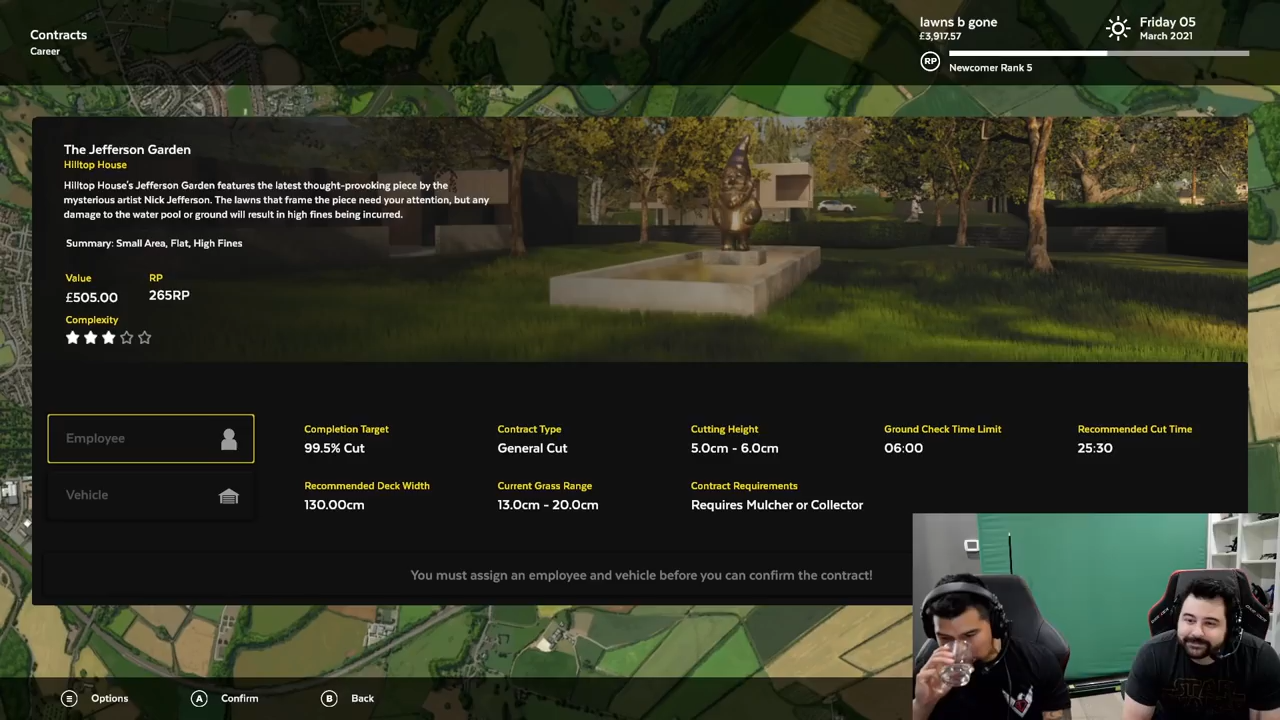 Contracts
Career
lawns b gone
£3,917.57
Friday 05
March 2021
RP
Newcomer Rank 5
The Jefferson Garden
Hilltop House
Hilltop House's Jefferson Garden features the latest thought-provoking piece by the
mysterious artist Nick Jefferson. The lawns that frame the piece need your attention, but any
damage to the water pool or ground will result in high fines being incurred.
Summary: Small Area, Flat, High Fines
Value
RP
£505.00
265RP
Complexity
Employee
Vehicle
Completion Target
99.5% Cut
Contract Type
General Cut
Cutting Height
5.0cm - 6.0cm
Ground Check Time Limit
06:00
Recommended Cut Time
25:30
Recommended Deck Width
130.00cm
Current Grass Range
13.0cm - 20.0cm
Contract Requirements
Requires Mulcher or Collector
You must assign an employee and vehicle before you can confirm the contract!
Options
A Confirm
B Back